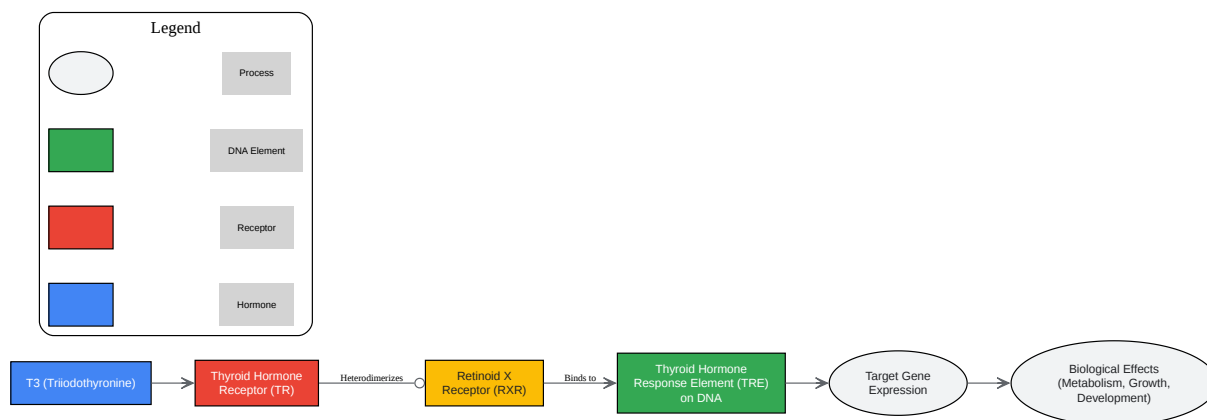 Legend
Process
DNA Element
Receptor
Hormone
T3 (Triiodothyronine)
Thyroid Hormone
Receptor (TR)
Heterodimerizes
Retinoid X
Receptor (RXR)
Binds to
Thyroid Hormone
Response Element (TRE)
on DNA
Target Gene
Expression
Biological Effects
(Metabolism, Growth,
Development)